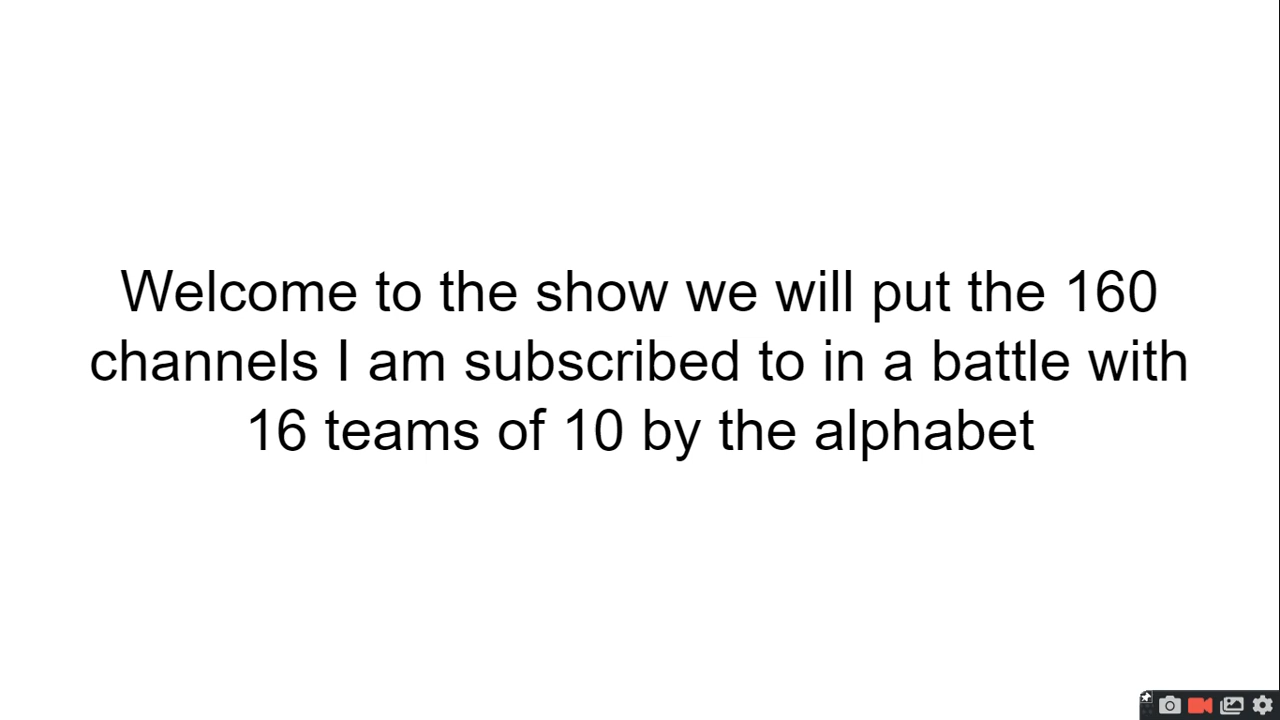 Welcome to the show we will put the 160
channels I am subscribed to in a battle with
16 teams of 10 by the alphabet